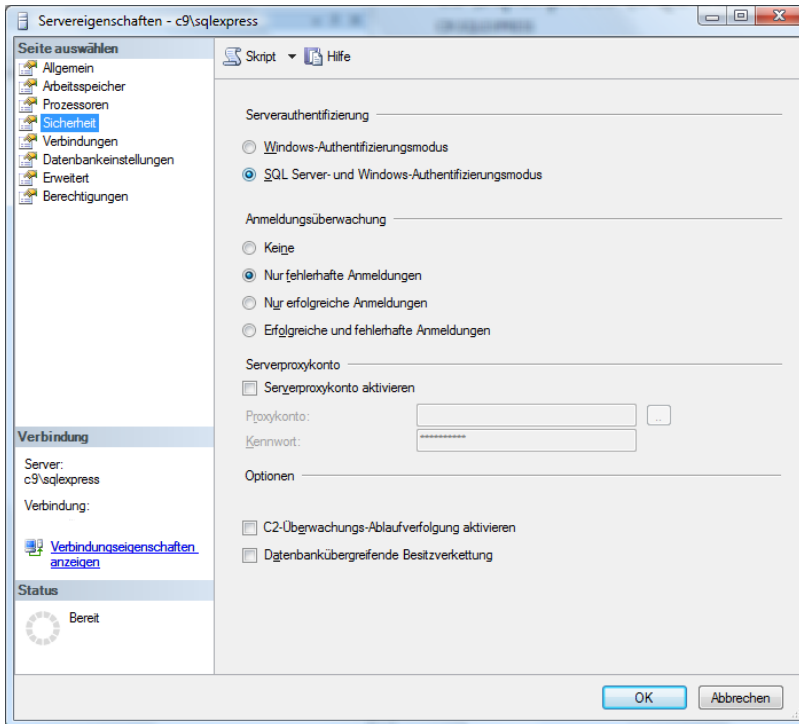 Servereigenschaften - c9\sqlexpress
Seite auswählen
Allgemein
Arbeitsspeicher
Prozessoren
Sicherheit
Verbindungen
Datenbankeinstellungen
Erweitert
Berechtigungen
Skript
Hilfe
Serverauthentifizierung
Windows-Authentifizierungsmodus
SQL Server- und Windows-Authentifizierungsmodus
Anmeldungsüberwachung
Keine
Nur fehlerhafte Anmeldungen
Nur erfolgreiche Anmeldungen
Erfolgreiche und fehlerhafte Anmeldungen
Serverproxykonto
Serverproxykonto aktivieren
Proxykonto:
...
Kennwort:
**********
Optionen
C2-Überwachungs-Ablaufverfolgung aktivieren
Datenbankübergreifende Besitzverkettung
Verbindung
Server:
c9\sqlexpress
Verbindung:
Verbindungseigenschaften
anzeigen
Status
Bereit
OK
Abbrechen